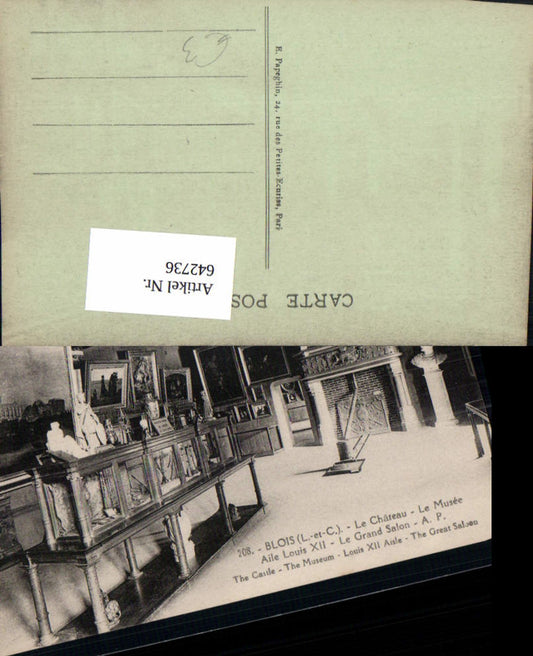 €3
E. Papeghin, 24, rue des Petites-Ecuries, Paris
Artikel Nr.
642736
CARTE POS
208. - BLOIS (L.-et-C.). - Le Château - Le Musée
Aile Louis XII - Le Grand Salon - A. P.
The Castle - The Museum - Louis XII Aisle - The Great Saloon